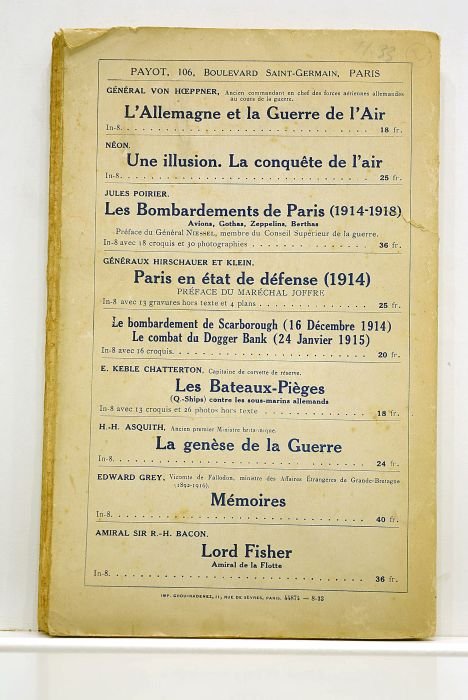 PAYOT, 106, BOULEVARD SAINT-GERMAIN, PARIS
GÉNÉRAL VON HŒPPNER, Ancien commandant en chef des forces aériennes allemandes
au cours de la guerre.
L'Allemagne et la Guerre de l'Air
In-8. . . . . . . . . . . . . . . . . . . . . . . . . . . . . 18 fr.
NÉON.
Une illusion. La conquête de l'air
In-8. . . . . . . . . . . . . . . . . . . . . . . . . . . . . 25 fr.
JULES POIRIER.
Les Bombardements de Paris (1914-1918)
Avions, Gothas, Zeppelins, Berthas
Préface du Général NIESSEL, membre du Conseil Supérieur de la guerre.
In-8 avec 18 croquis et 30 photographies . . . . . . . . . . 36 fr.
GÉNÉRAUX HIRSCHAUER ET KLEIN.
Paris en état de défense (1914)
PRÉFACE DU MARÉCHAL JOFFRE
In-8 avec 13 gravures hors texte et 4 plans . . . . . . . . . . 25 fr.
Le bombardement de Scarborough (16 Décembre 1914)
Le combat du Dogger Bank (24 Janvier 1915)
In-8 avec 16 croquis. . . . . . . . . . . . . . . . . . . . 20 fr.
E. KEBLE CHATTERTON. Capitaine de corvette de réserve.
Les Bateaux-Pièges
(Q.-Ships) contre les sous-marins allemands
In-8 avec 13 croquis et 26 photos hors texte . . . . . . . . 18 fr.
H.-H. ASQUITH, Ancien premier Ministre britannique.
La genèse de la Guerre
In-8. . . . . . . . . . . . . . . . . . . . . . . . . . . . . 24 fr.
EDWARD GREY, Vicomte de Fallodon, ministre des Affaires Étrangères de Grande-Bretagne
(1892-1916).
Mémoires
In-8. . . . . . . . . . . . . . . . . . . . . . . . . . . . . 40 fr.
AMIRAL SIR R.-H. BACON.
Lord Fisher
Amiral de la Flotte
In-8. . . . . . . . . . . . . . . . . . . . . . . . . . . . . 36 fr.
RUE DE SÈVRES, PARIS. 44874 — 8-33